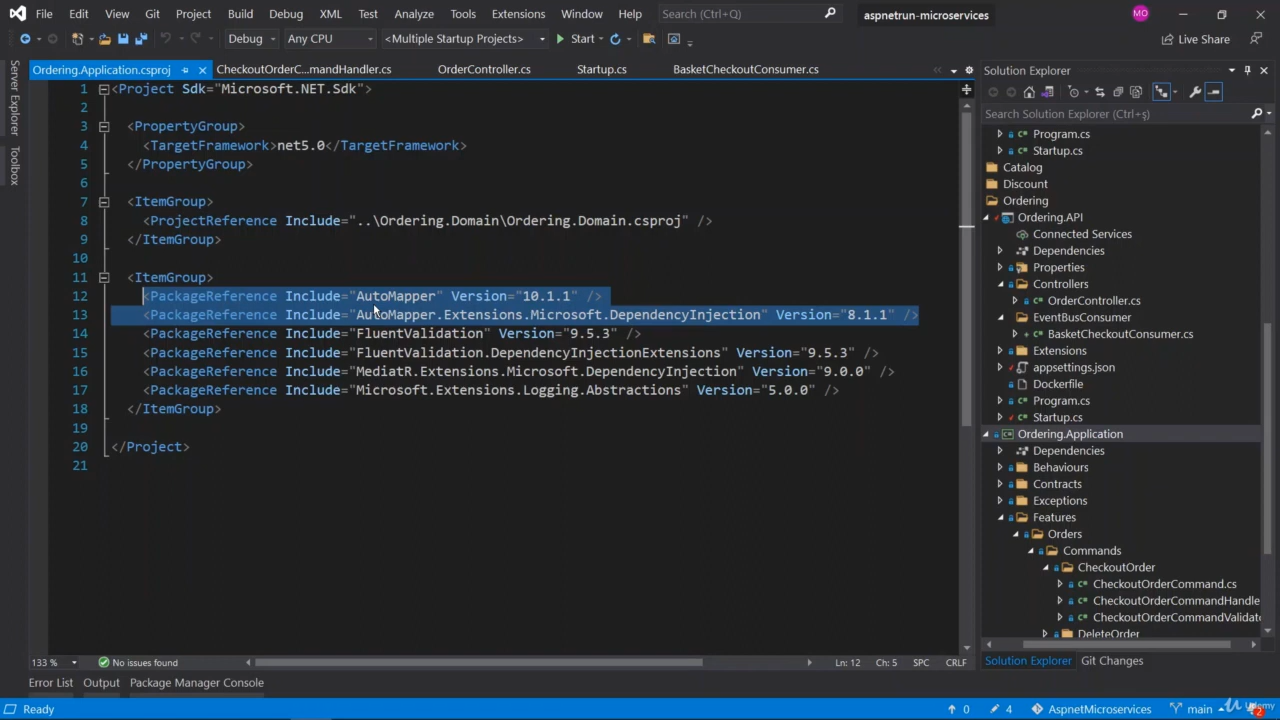 File Edit View Git Project Build Debug XML Test Analyze Tools Extensions Window Help Search (Ctrl+Q) aspnetrun-microservices MO
Debug Any CPU <Multiple Startup Projects> Start Live Share
Server Explorer
Toolbox
Ordering.Application.csproj CheckoutOrderC...mmandHandler.cs OrderController.cs Startup.cs BasketCheckoutConsumer.cs
1 <Project Sdk="Microsoft.NET.Sdk">
2
3 <PropertyGroup>
4 <TargetFramework>net5.0</TargetFramework>
5 </PropertyGroup>
6
7 <ItemGroup>
8 <ProjectReference Include="..\Ordering.Domain\Ordering.Domain.csproj" />
9 </ItemGroup>
10
11 <ItemGroup>
12 <PackageReference Include="AutoMapper" Version="10.1.1" />
13 <PackageReference Include="AutoMapper.Extensions.Microsoft.DependencyInjection" Version="8.1.1" />
14 <PackageReference Include="FluentValidation" Version="9.5.3" />
15 <PackageReference Include="FluentValidation.DependencyInjectionExtensions" Version="9.5.3" />
16 <PackageReference Include="MediatR.Extensions.Microsoft.DependencyInjection" Version="9.0.0" />
17 <PackageReference Include="Microsoft.Extensions.Logging.Abstractions" Version="5.0.0" />
18 </ItemGroup>
19
20 </Project>
21
133 % No issues found Ln: 12 Ch: 5 SPC CRLF
Solution Explorer
Search Solution Explorer (Ctrl+ş)
Program.cs
Startup.cs
Catalog
Discount
Ordering
Ordering.API
Connected Services
Dependencies
Properties
Controllers
OrderController.cs
EventBusConsumer
BasketCheckoutConsumer.cs
Extensions
appsettings.json
Dockerfile
Program.cs
Startup.cs
Ordering.Application
Dependencies
Behaviours
Contracts
Exceptions
Features
Orders
Commands
CheckoutOrder
CheckoutOrderCommand.cs
CheckoutOrderCommandHandle
CheckoutOrderCommandValidat
DeleteOrder
Solution Explorer Git Changes
Error List Output Package Manager Console
Ready 0 4 AspnetMicroservices main Udemy 2